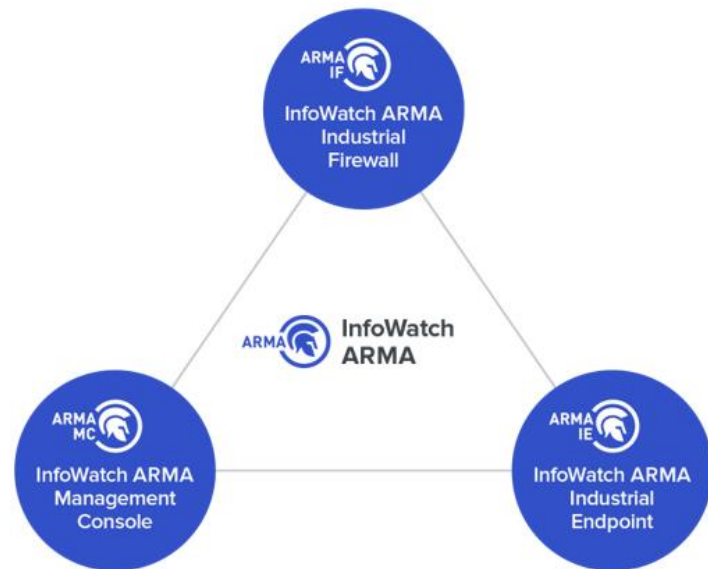 ARMA
IF
InfoWatch ARMA
Industrial
Firewall
ARMA
InfoWatch
ARMA
ARMA
MC
InfoWatch ARMA
Management
Console
ARMA
IE
InfoWatch ARMA
Industrial
Endpoint